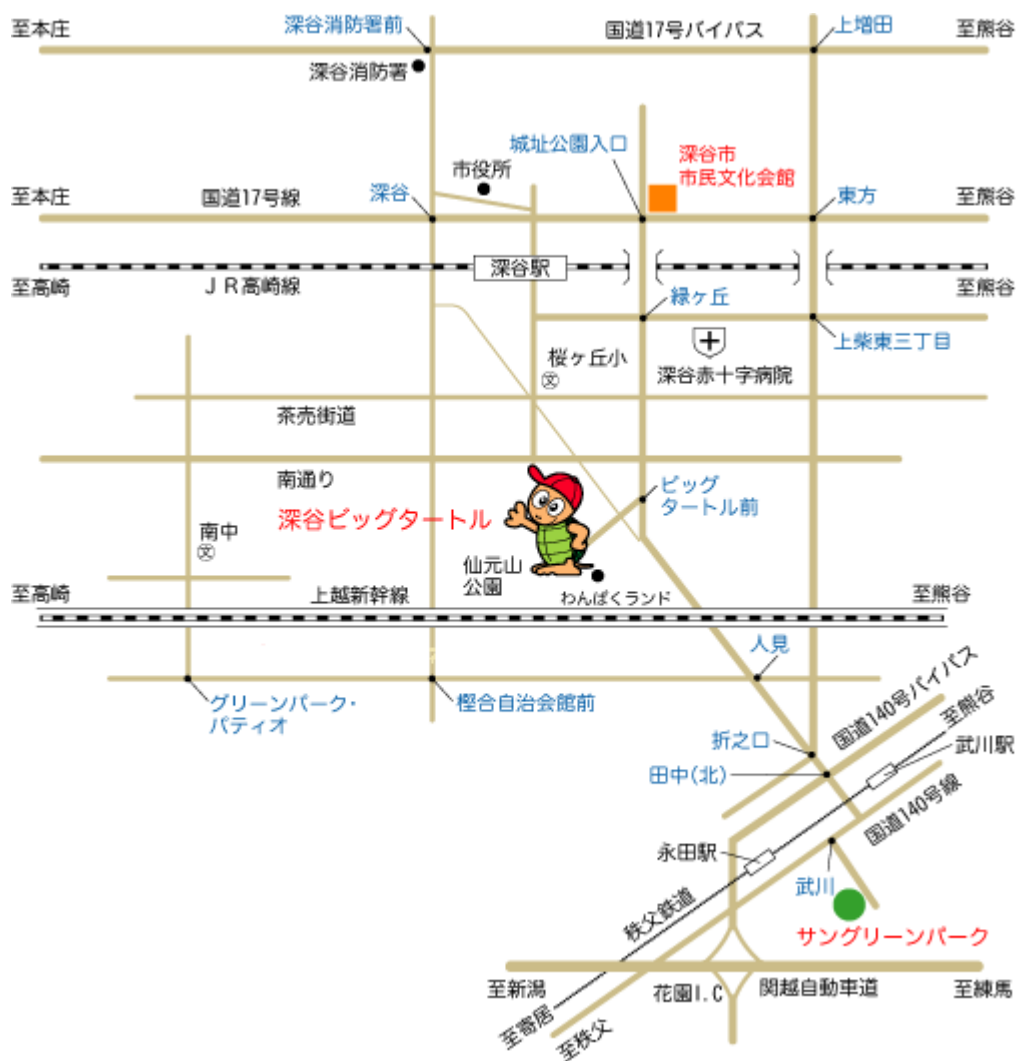 至本庄
深谷消防署前
国道17号バイパス
上増田
至熊谷
深谷消防署
城址公園入口
深谷市
市民文化会館
市役所
至本庄
国道17号線
深谷
東方
至熊谷
深谷駅
至高崎
JR高崎線
至熊谷
緑ヶ丘
上柴東三丁目
桜ヶ丘小
文
深谷赤十字病院
茶売街道
南通り
ビッグ
タートル前
深谷ビッグタートル
南中
文
仙元山
公園
わんぱくランド
至高崎
上越新幹線
至熊谷
人見
グリーンパーク・
パティオ
樫合自治会館前
国道140号バイパス
至熊谷
折之口
武川駅
田中(北)
国道140号線
永田駅
武川
秩父鉄道
サングリーンパーク
至新潟
花園I.C
関越自動車道
至練馬
至寄居
至秩父